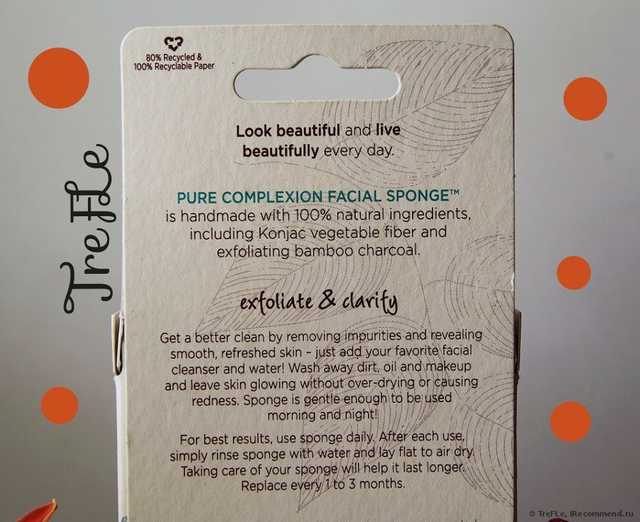 80% Recycled &
100% Recyclable Paper
Look beautiful and live
beautifully every day.
PURE COMPLEXION FACIAL SPONGE™
is handmade with 100% natural ingredients,
including Konjac vegetable fiber and
exfoliating bamboo charcoal.
exfoliate & clarify
Get a better clean by removing impurities and revealing
smooth, refreshed skin – just add your favorite facial
cleanser and water! Wash away dirt, oil and makeup
and leave skin glowing without over-drying or causing
redness. Sponge is gentle enough to be used
morning and night!
For best results, use sponge daily. After each use,
simply rinse sponge with water and lay flat to air dry.
Taking care of your sponge will help it last longer.
Replace every 1 to 3 months.
TreFLe
© TreFLe, IRecommend.ru